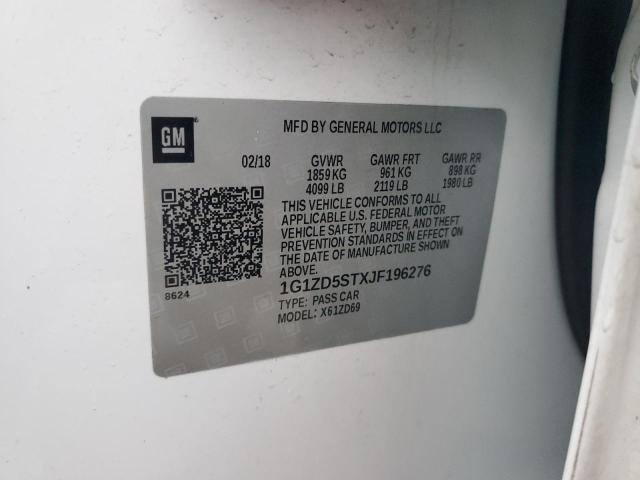 GM
MFD BY GENERAL MOTORS LLC
02/18 GVWR GAWR FRT GAWR RR
1859 KG 961 KG 898 KG
4099 LB 2119 LB 1980 LB
THIS VEHICLE CONFORMS TO ALL
APPLICABLE U.S. FEDERAL MOTOR
VEHICLE SAFETY, BUMPER, AND THEFT
PREVENTION STANDARDS IN EFFECT ON
THE DATE OF MANUFACTURE SHOWN
ABOVE.
1G1ZD5STXJF196276
TYPE: PASS CAR
MODEL: X61ZD69
8624